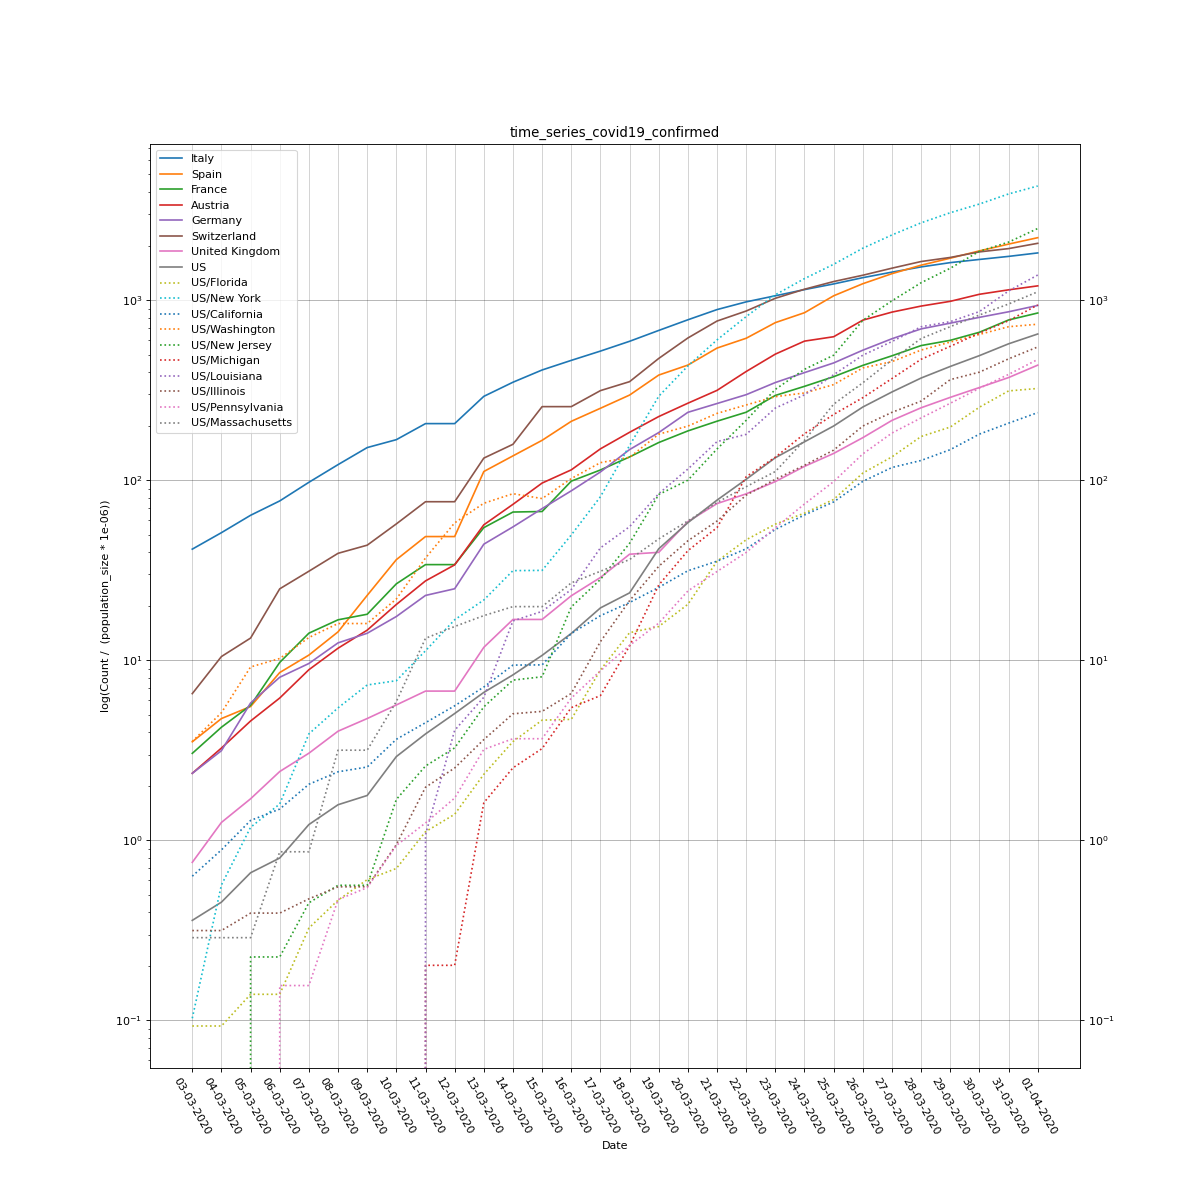 time_series_covid19_confirmed
Italy
Spain
France
Austria
Germany
Switzerland
United Kingdom
US
US/Florida
US/New York
US/California
US/Washington
US/New Jersey
US/Michigan
US/Louisiana
US/Illinois
US/Pennsylvania
US/Massachusetts
10³ 10³
10² 10²
10¹ 10¹
10⁰ 10⁰
10⁻¹ 10⁻¹
log(Count / (population_size * 1e-06))
03-03-2020
04-03-2020
05-03-2020
06-03-2020
07-03-2020
08-03-2020
09-03-2020
10-03-2020
11-03-2020
12-03-2020
13-03-2020
14-03-2020
15-03-2020
16-03-2020
17-03-2020
18-03-2020
19-03-2020
20-03-2020
21-03-2020
22-03-2020
23-03-2020
24-03-2020
25-03-2020
26-03-2020
27-03-2020
28-03-2020
29-03-2020
30-03-2020
31-03-2020
01-04-2020
Date